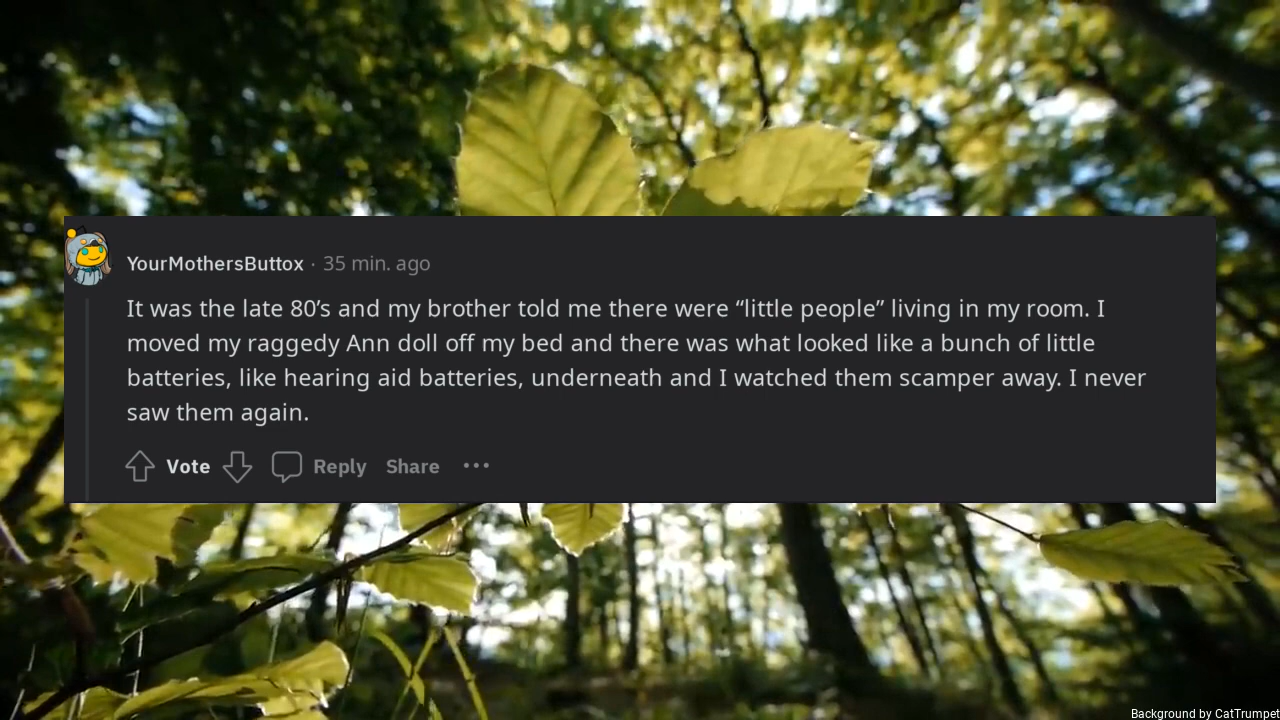 YourMothersButtox · 35 min. ago
It was the late 80’s and my brother told me there were “little people” living in my room. I
moved my raggedy Ann doll off my bed and there was what looked like a bunch of little
batteries, like hearing aid batteries, underneath and I watched them scamper away. I never
saw them again.
Vote Reply Share •••
Background by CatTrumpet